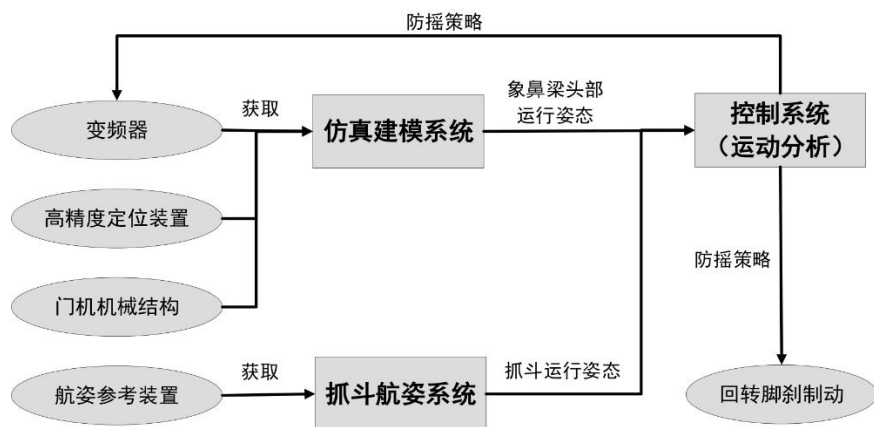 防摇策略
变频器
获取
仿真建模系统
象鼻梁头部
运行姿态
控制系统
（运动分析）
高精度定位装置
门机机械结构
防摇策略
航姿参考装置
获取
抓斗航姿系统
抓斗运行姿态
回转脚刹制动